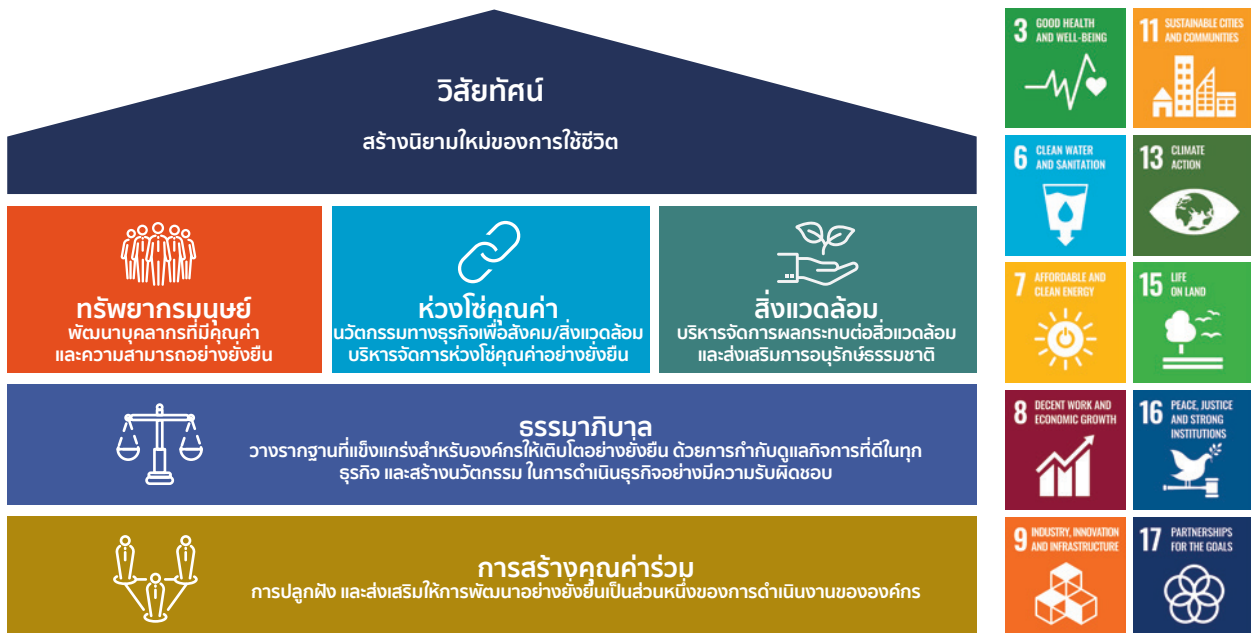 วิสัยทัศน์
สร้างนิยามใหม่ของการใช้ชีวิต
ทรัพยากรมนุษย์
พัฒนาบุคลากรที่มีคุณค่า
และความสามารถอย่างยั่งยืน
ห่วงโซ่คุณค่า
นวัตกรรมทางธุรกิจเพื่อสังคม/สิ่งแวดล้อม
บริหารจัดการห่วงโซ่คุณค่าอย่างยั่งยืน
สิ่งแวดล้อม
บริหารจัดการผลกระทบต่อสิ่วแวดล้อม
และส่งเสริมการอนุรักษ์ธรรมชาติ
ธรรมาภิบาล
วางรากฐานที่แข็งแกร่งสำหรับองค์กรให้เติบโตอย่างยั่งยืน ด้วยการกำกับดูแลกิจการที่ดีในทุก
ธุรกิจ และสร้างนวัตกรรม ในการดำเนินธุรกิจอย่างมีความรับผิดชอบ
การสร้างคุณค่าร่วม
การปลูกฝัง และส่งเสริมให้การพัฒนาอย่างยั่งยืนเป็นส่วนหนึ่งของการดำเนินงานขององค์กร
3 GOOD HEALTH
AND WELL-BEING
11 SUSTAINABLE CITIES
AND COMMUNITIES
6 CLEAN WATER
AND SANITATION
13 CLIMATE
ACTION
7 AFFORDABLE AND
CLEAN ENERGY
15 LIFE
ON LAND
8 DECENT WORK AND
ECONOMIC GROWTH
16 PEACE, JUSTICE
AND STRONG
INSTITUTIONS
9 INDUSTRY, INNOVATION
AND INFRASTRUCTURE
17 PARTNERSHIPS
FOR THE GOALS